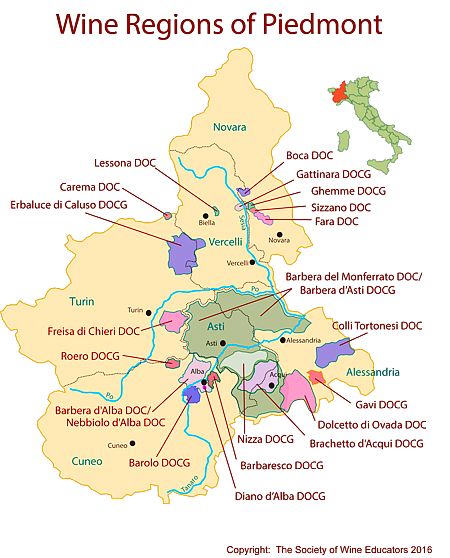 Wine Regions of Piedmont
Novara
Lessona DOC
Boca DOC
Gattinara DOCG
Carema DOC
Ghemme DOCG
Erbaluce di Caluso DOCG
Sizzano DOC
Fara DOC
Biella
Sesia
Vercelli
Novara
Vercelli
Barbera del Monferrato DOC/
Barbera d'Asti DOCG
Po
Turin
Turin
Asti
Colli Tortonesi DOC
Freisa di Chieri DOC
Asti
Alessandria
Roero DOCG
Alba
Acqui
Alessandria
Po
Gavi DOCG
Barbera d'Alba DOC/
Nebbiolo d'Alba DOC
Dolcetto di Ovada DOC
Nizza DOCG
Brachetto d'Acqui DOCG
Cuneo
Cuneo
Barolo DOCG
Barbaresco DOCG
Tanaro
Diano d'Alba DOCG
Copyright: The Society of Wine Educators 2016